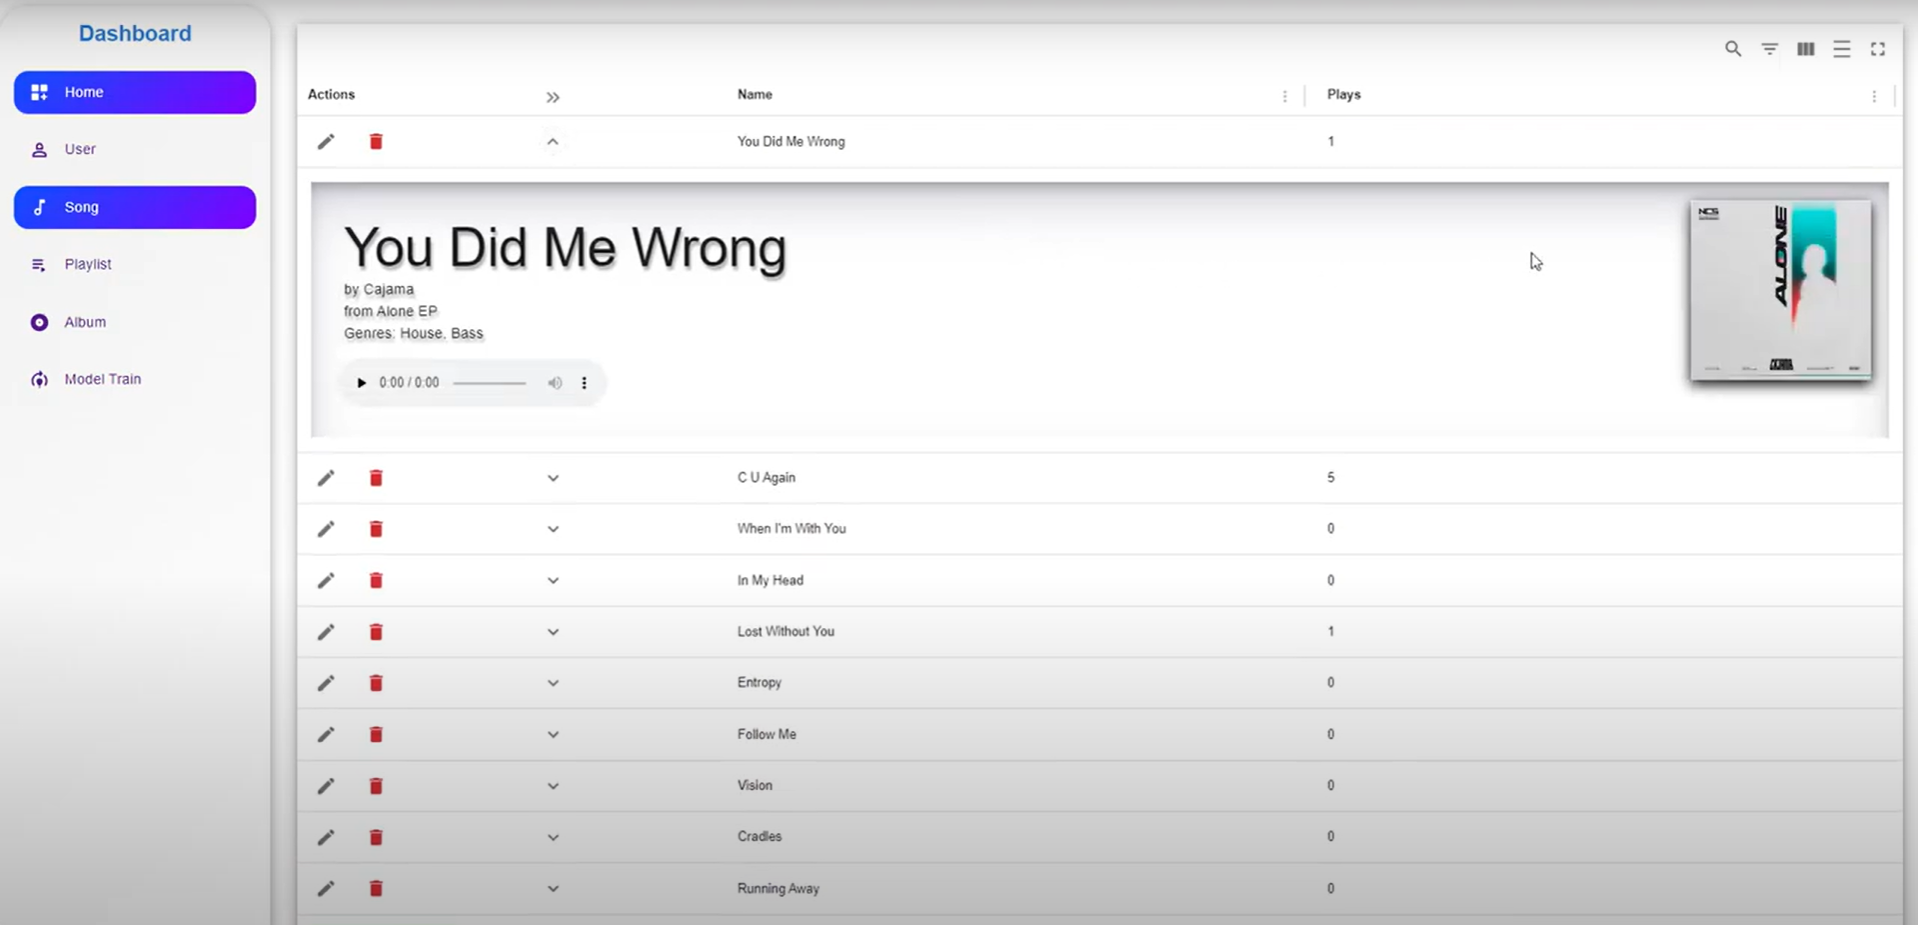 Dashboard
Home
User
Song
Playlist
Album
Model Train
Actions Name Plays
You Did Me Wrong 1
You Did Me Wrong
by Cajama
from Alone EP
Genres: House, Bass
0:00 / 0:00
NCS
ALONE
C U Again 5
When I'm With You 0
In My Head 0
Lost Without You 1
Entropy 0
Follow Me 0
Vision 0
Cradles 0
Running Away 0